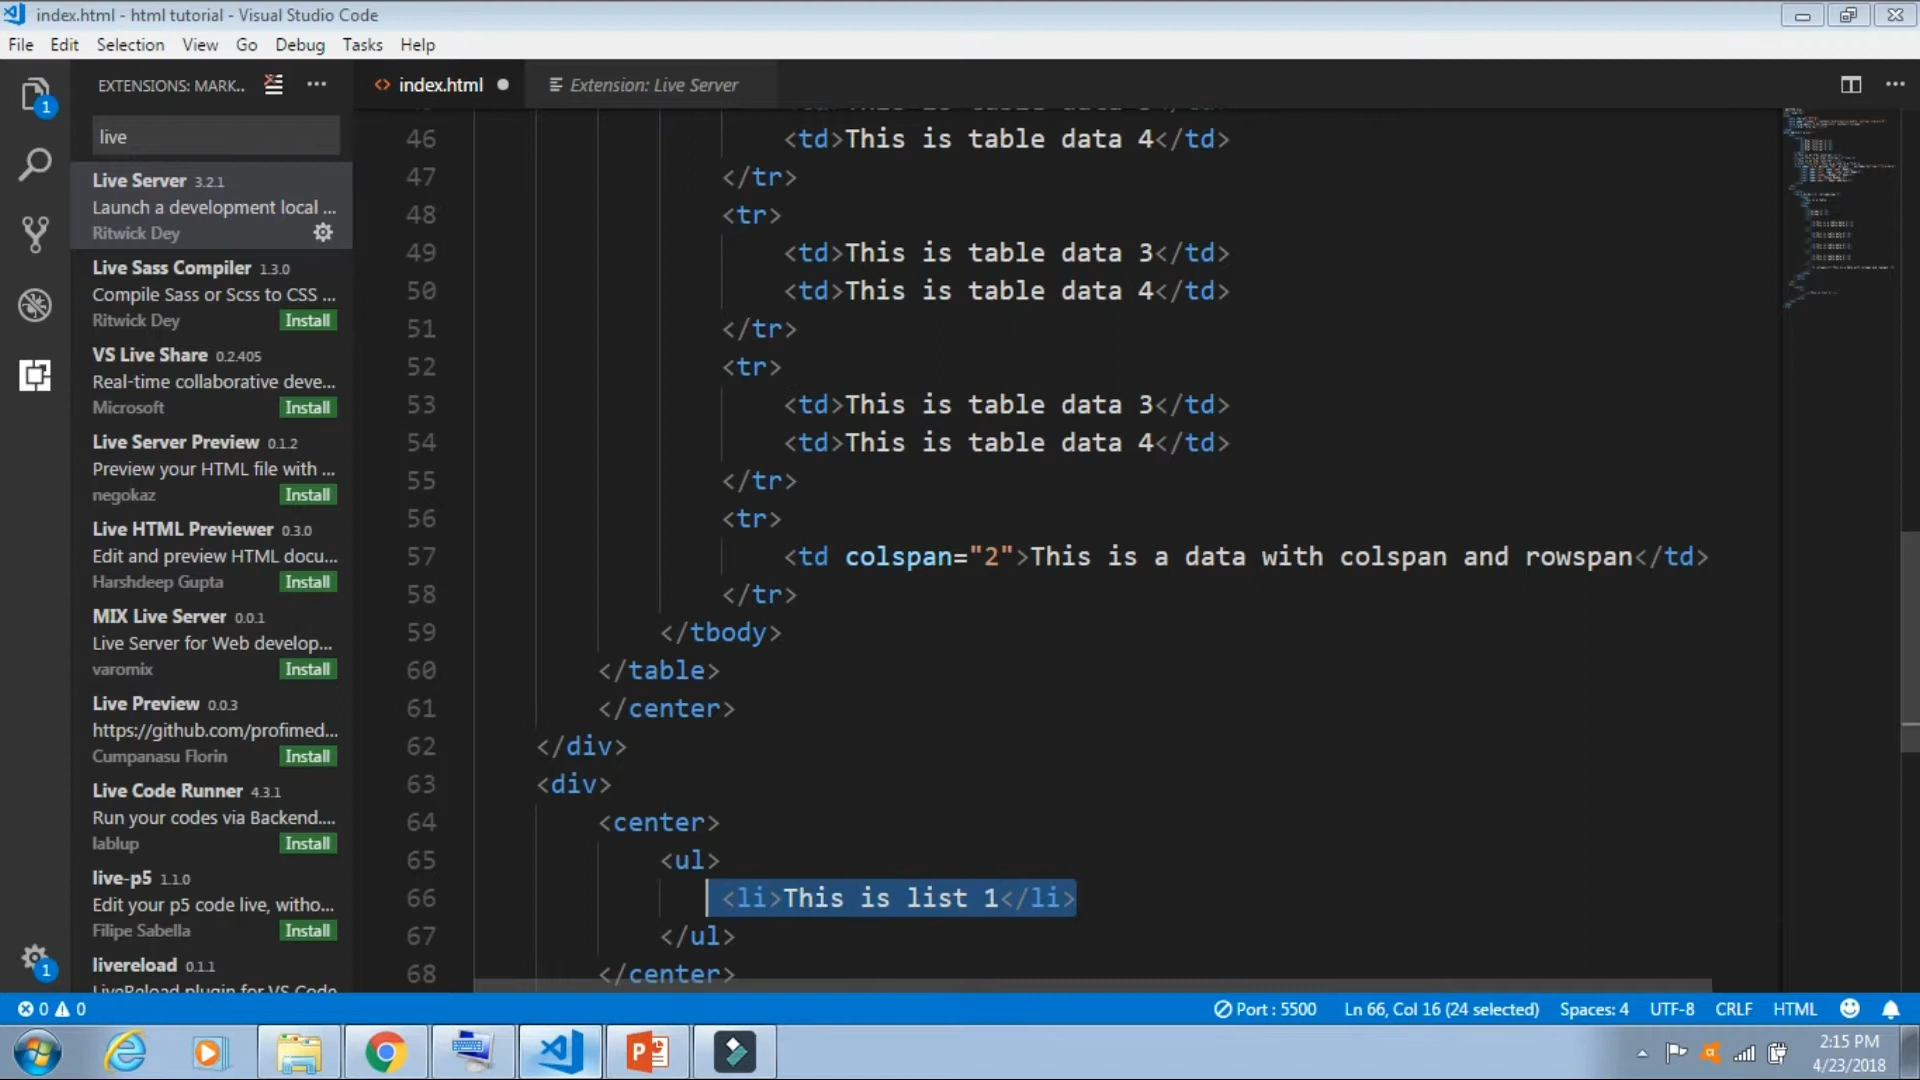 index.html - html tutorial - Visual Studio Code
File Edit Selection View Go Debug Tasks Help
EXTENSIONS: MARK...
index.html
Extension: Live Server
1
live
Live Server 3.2.1
Launch a development local ...
Ritwick Dey
Live Sass Compiler 1.3.0
Compile Sass or Scss to CSS ...
Ritwick Dey Install
VS Live Share 0.2.405
Real-time collaborative deve...
Microsoft Install
Live Server Preview 0.1.2
Preview your HTML file with ...
negokaz Install
Live HTML Previewer 0.3.0
Edit and preview HTML docu...
Harshdeep Gupta Install
MIX Live Server 0.0.1
Live Server for Web develop...
varomix Install
Live Preview 0.0.3
https://github.com/profimed...
Cumpanasu Florin Install
Live Code Runner 4.3.1
Run your codes via Backend....
lablup Install
live-p5 1.1.0
Edit your p5 code live, witho...
Filipe Sabella Install
livereload 0.1.1
LiveReload plugin for VS Code
1
46 <td>This is table data 4</td>
47 </tr>
48 <tr>
49 <td>This is table data 3</td>
50 <td>This is table data 4</td>
51 </tr>
52 <tr>
53 <td>This is table data 3</td>
54 <td>This is table data 4</td>
55 </tr>
56 <tr>
57 <td colspan="2">This is a data with colspan and rowspan</td>
58 </tr>
59 </tbody>
60 </table>
61 </center>
62 </div>
63 <div>
64 <center>
65 <ul>
66 <li>This is list 1</li>
67 </ul>
68 </center>
0 0 Port : 5500 Ln 66, Col 16 (24 selected) Spaces: 4 UTF-8 CRLF HTML
2:15 PM
4/23/2018